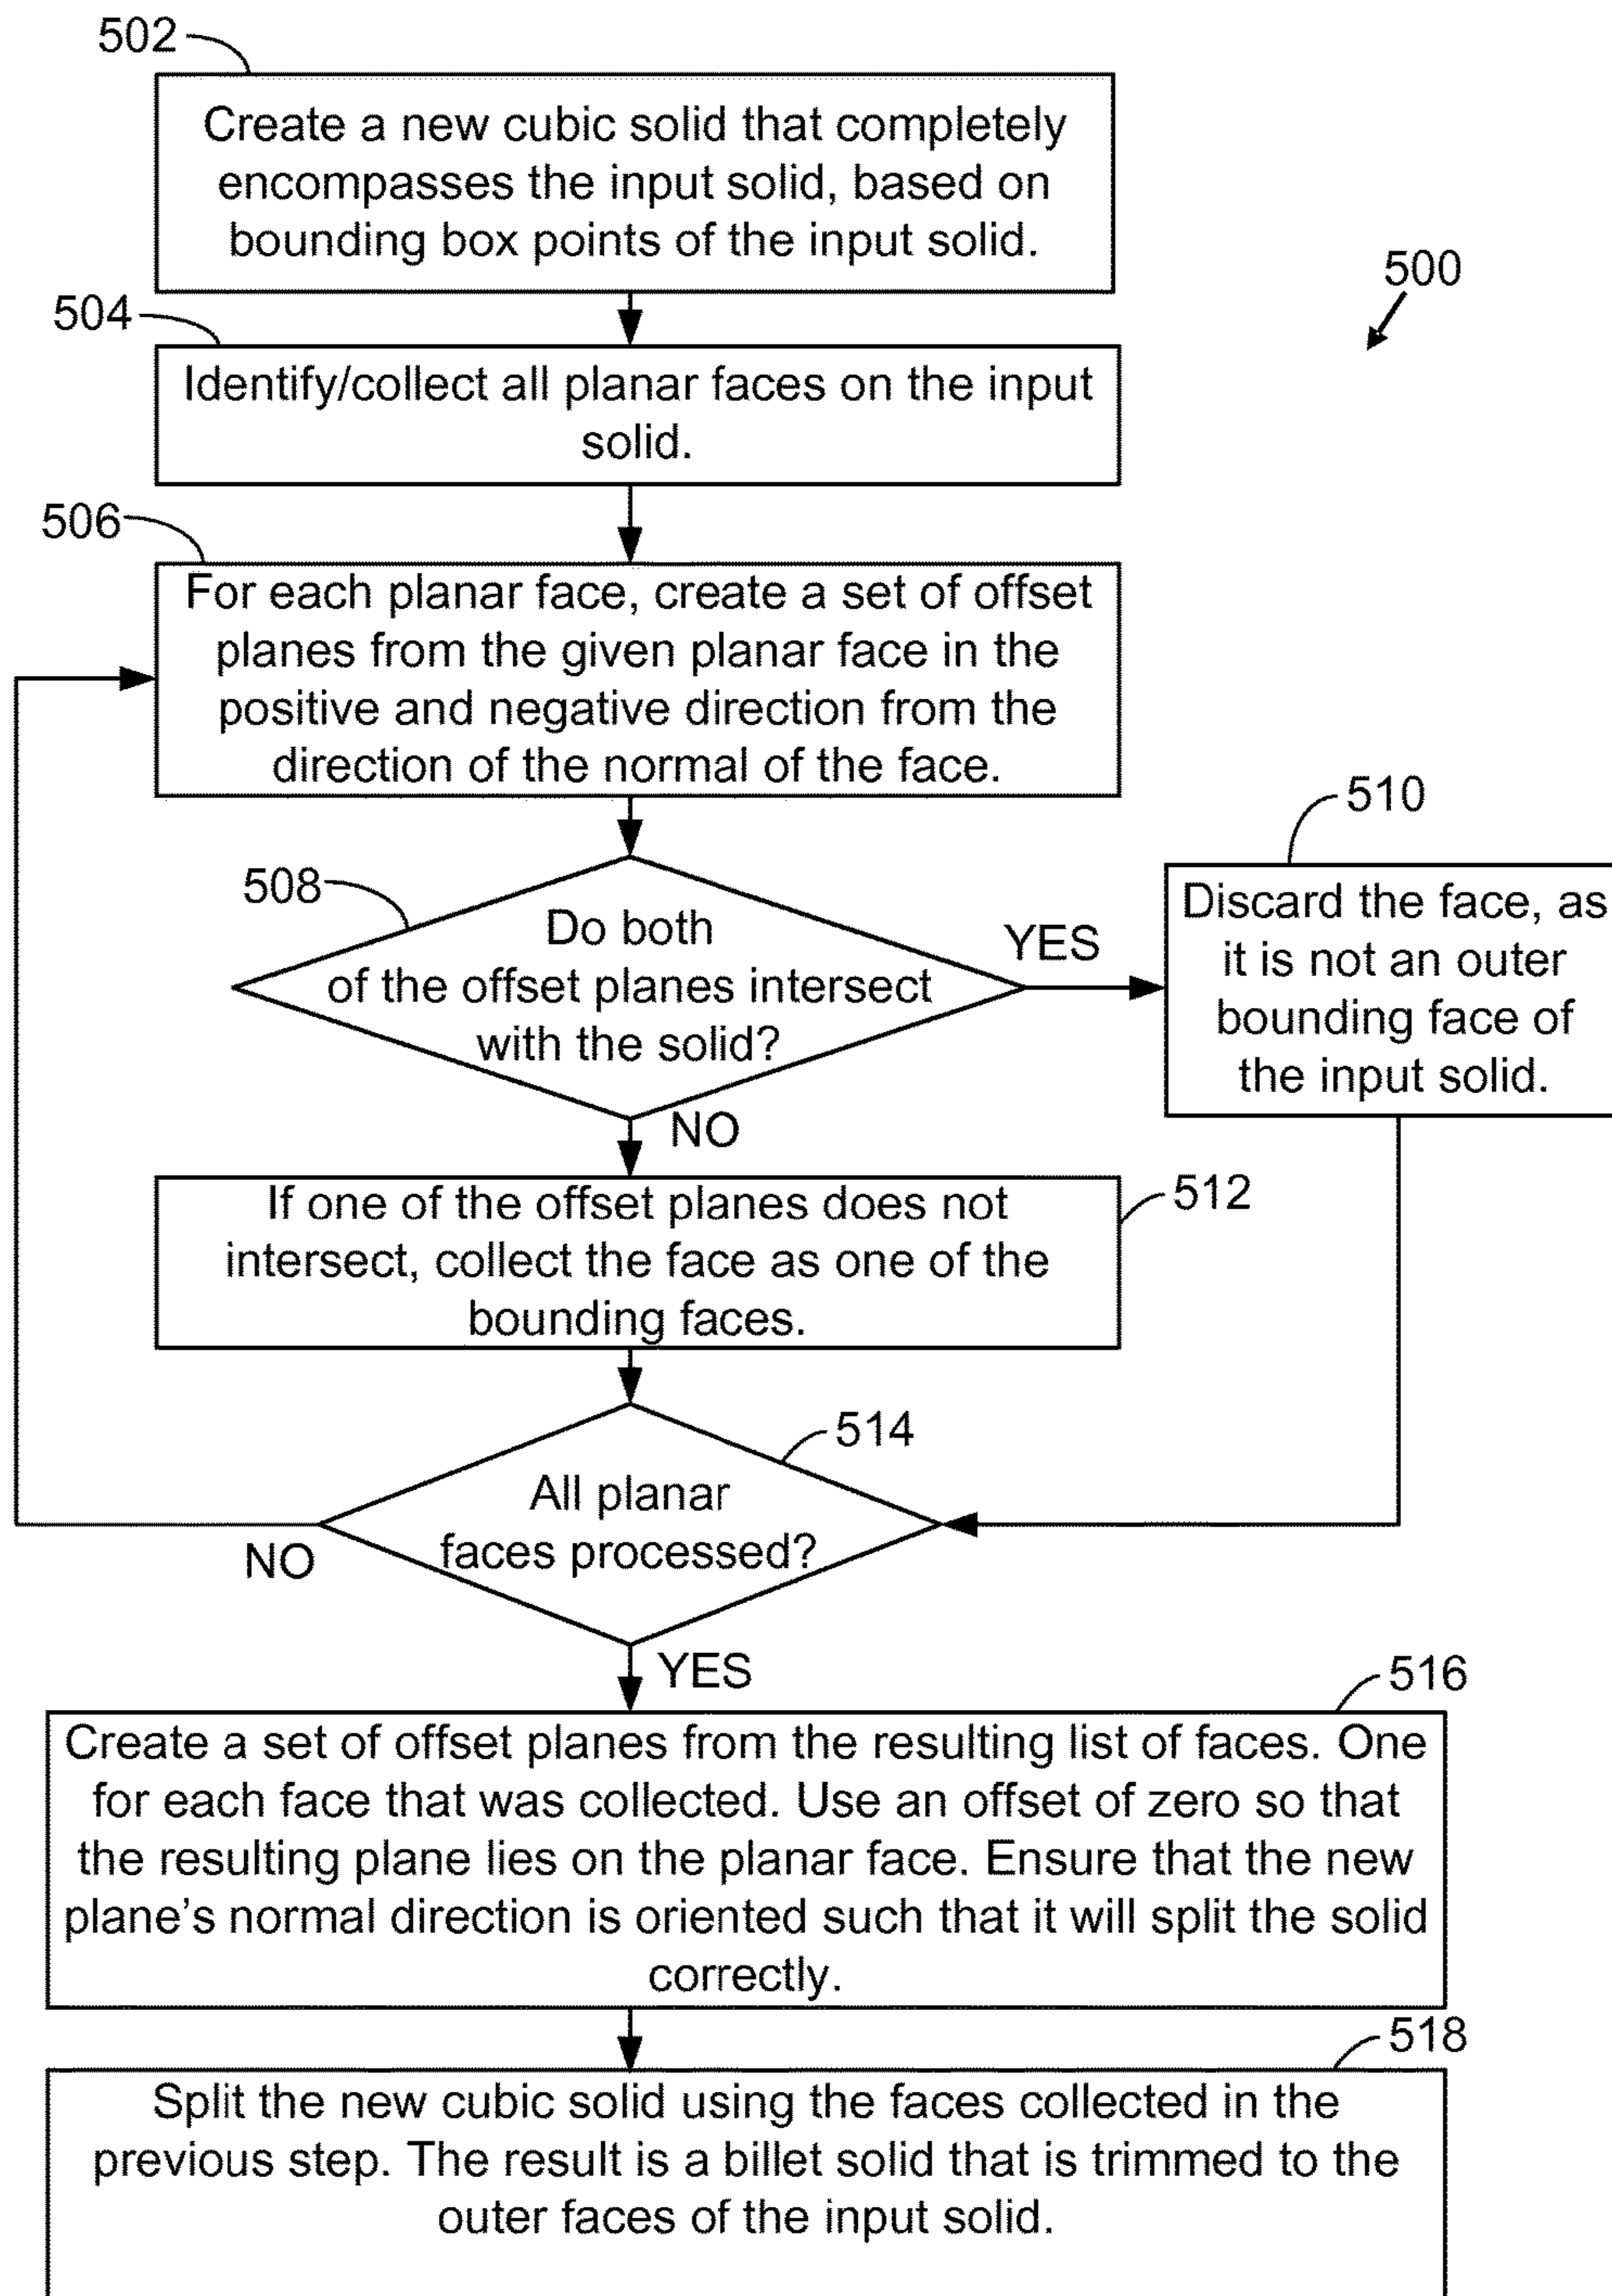 502
Create a new cubic solid that completely
encompasses the input solid, based on
bounding box points of the input solid.
500
504
Identify/collect all planar faces on the input
solid.
506
For each planar face, create a set of offset
planes from the given planar face in the
positive and negative direction from the
direction of the normal of the face.
508
Do both
of the offset planes intersect
with the solid?
YES
510
Discard the face, as
it is not an outer
bounding face of
the input solid.
NO
512
If one of the offset planes does not
intersect, collect the face as one of the
bounding faces.
514
All planar
faces processed?
NO
YES
516
Create a set of offset planes from the resulting list of faces. One
for each face that was collected. Use an offset of zero so that
the resulting plane lies on the planar face. Ensure that the new
plane's normal direction is oriented such that it will split the solid
correctly.
518
Split the new cubic solid using the faces collected in the
previous step. The result is a billet solid that is trimmed to the
outer faces of the input solid.